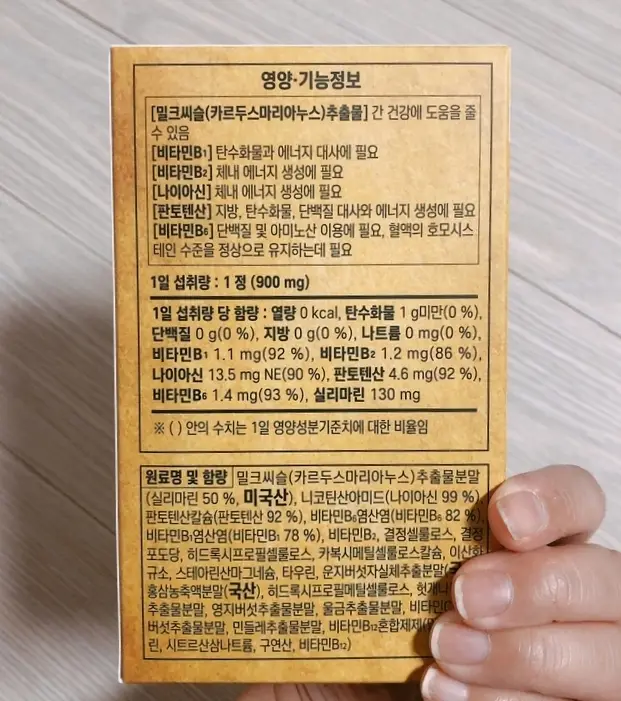 영양·기능정보
[밀크씨슬(카르두스마리아누스)추출물] 간 건강에 도움을 줄
수 있음
[비타민B1] 탄수화물과 에너지 대사에 필요
[비타민B2] 체내 에너지 생성에 필요
[나이아신] 체내 에너지 생성에 필요
[판토텐산] 지방, 탄수화물, 단백질 대사와 에너지 생성에 필요
[비타민B6] 단백질 및 아미노산 이용에 필요, 혈액의 호모시스
테인 수준을 정상으로 유지하는데 필요
1일 섭취량 : 1 정 (900 mg)
1일 섭취량 당 함량 : 열량 0 kcal, 탄수화물 1 g미만(0 %),
단백질 0 g(0 %), 지방 0 g(0 %), 나트륨 0 mg(0 %),
비타민B1 1.1 mg(92 %), 비타민B2 1.2 mg(86 %),
나이아신 13.5 mg NE(90 %), 판토텐산 4.6 mg(92 %),
비타민B6 1.4 mg(93 %), 실리마린 130 mg
※ ( ) 안의 수치는 1일 영양성분기준치에 대한 비율임
원료명 및 함량 밀크씨슬(카르두스마리아누스)추출물분말
(실리마린 50 %, 미국산), 니코틴산아미드(나이아신 99 %),
판토텐산칼슘(판토텐산 92 %), 비타민B6염산염(비타민B6 82 %),
비타민B1염산염(비타민B1 78 %), 비타민B2, 결정셀룰로스, 결정
포도당, 히드록시프로필셀룰로스, 카복시메틸셀룰로스칼슘, 이산화
규소, 스테아린산마그네슘, 타우린, 운지버섯자실체추출분말
홍삼농축액분말(국산), 히드록시프로필메틸셀룰로스,
추출물분말, 영지버섯추출물분말, 울금추출물분말,
버섯추출물분말, 민들레추출물분말, 비타민B12혼합제제
린, 시트르산삼나트륨, 구연산, 비타민B12)